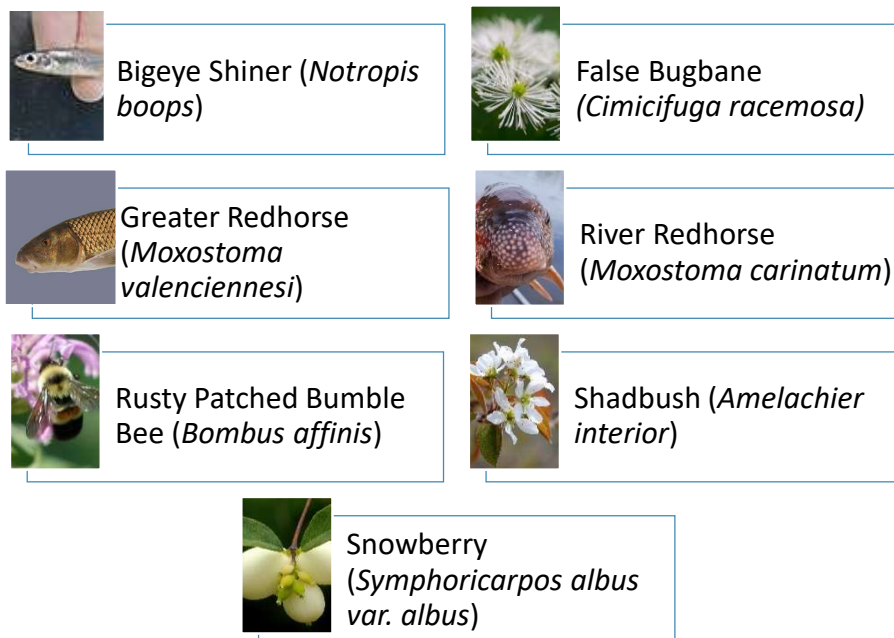 Bigeye Shiner (Notropis
boops)
False Bugbane
(Cimicifuga racemosa)
Greater Redhorse
(Moxostoma
valenciennesi)
River Redhorse
(Moxostoma carinatum)
Rusty Patched Bumble
Bee (Bombus affinis)
Shadbush (Amelachier
interior)
Snowberry
(Symphoricarpos albus
var. albus)